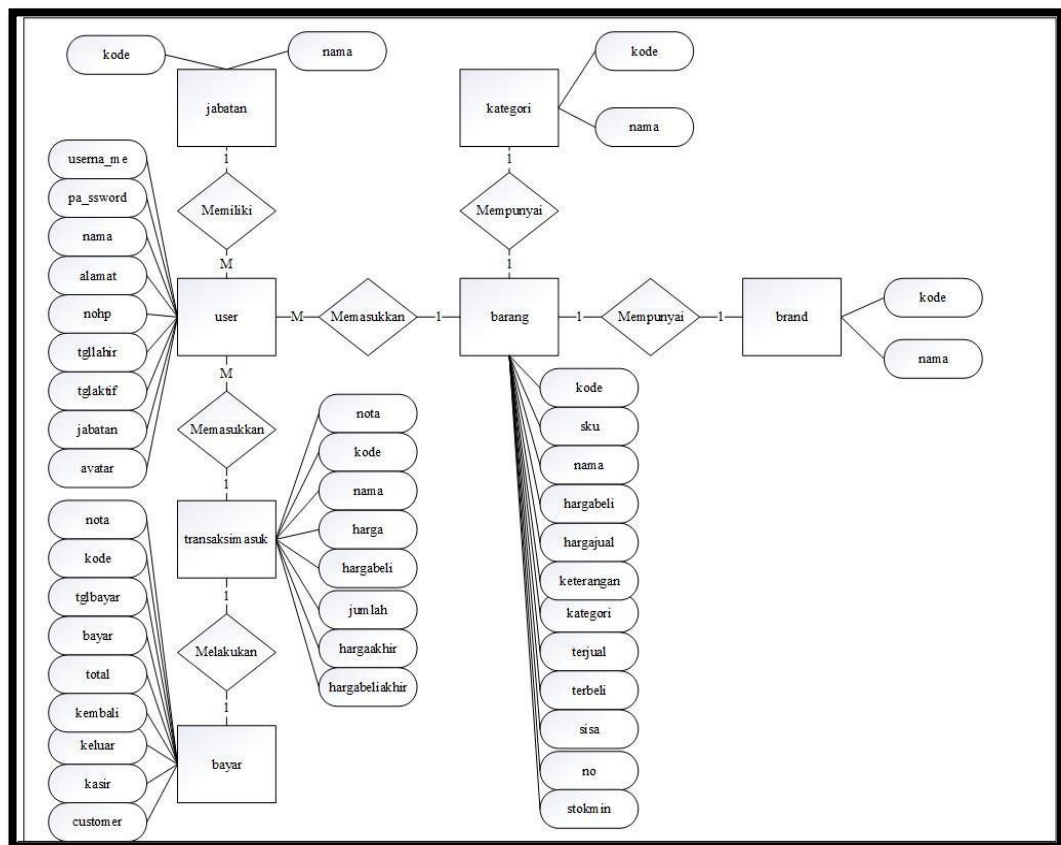 kode
nama
jabatan
kategori
kode
nama
1
Memiliki
M
1
Mempunyai
1
userna_me
pa_ssword
nama
alamat
nohp
tgllahir
tglaktif
jabatan
avatar
user
M
Memasukkan
1
barang
1
Mempunyai
1
brand
kode
nama
M
Memasukkan
1
transaksimasuk
nota
kode
nama
harga
hargabeli
jumlah
hargaakhir
hargabeliakhir
kode
sku
nama
hargabeli
hargajual
keterangan
kategori
terjual
terbeli
sisa
no
stokmin
1
Melakukan
1
bayar
nota
kode
tglbayar
bayar
total
kembali
keluar
kasir
customer